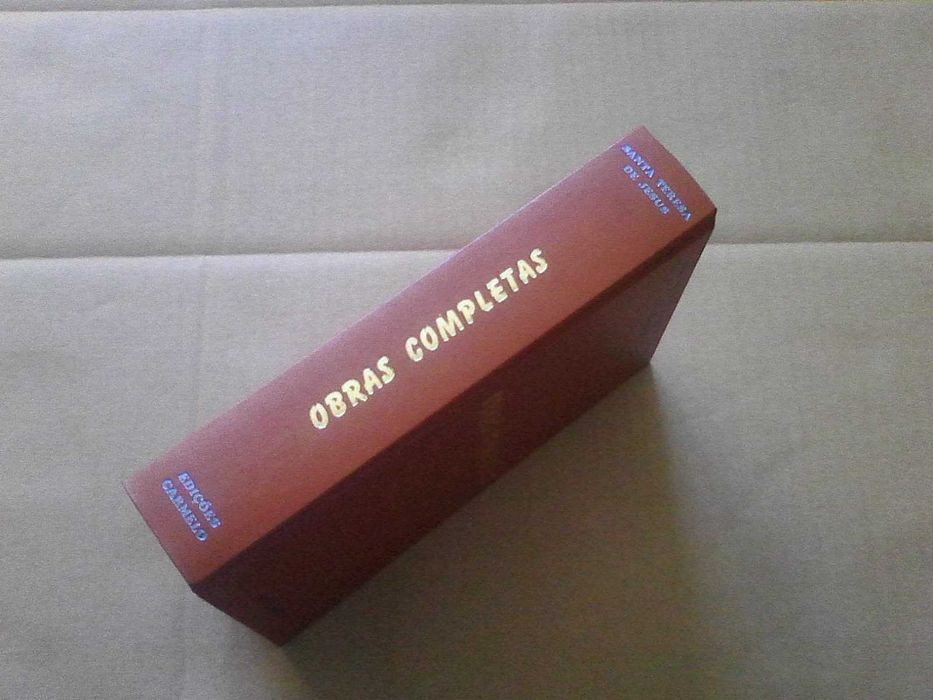 SANTA TERESA
DE JESUS
OBRAS COMPLETAS
EDIÇÕES
CARMELO